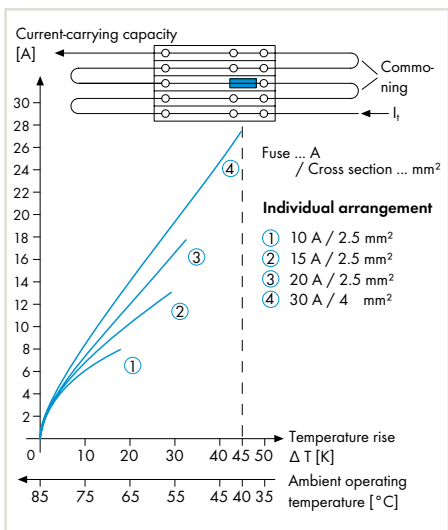 Current-carrying capacity
[A]
Commo-
ning
Iₜ
30
28
26
24
22
20
18
16
14
12
10
8
6
4
2
Fuse ... A
/ Cross section ... mm²
Individual arrangement
① 10 A / 2.5 mm²
② 15 A / 2.5 mm²
③ 20 A / 2.5 mm²
④ 30 A / 4 mm²
④
③
②
①
0 10 20 30 40 45 50
Temperature rise
Δ T [K]
85 75 65 55 45 40 35
Ambient operating
temperature [°C]